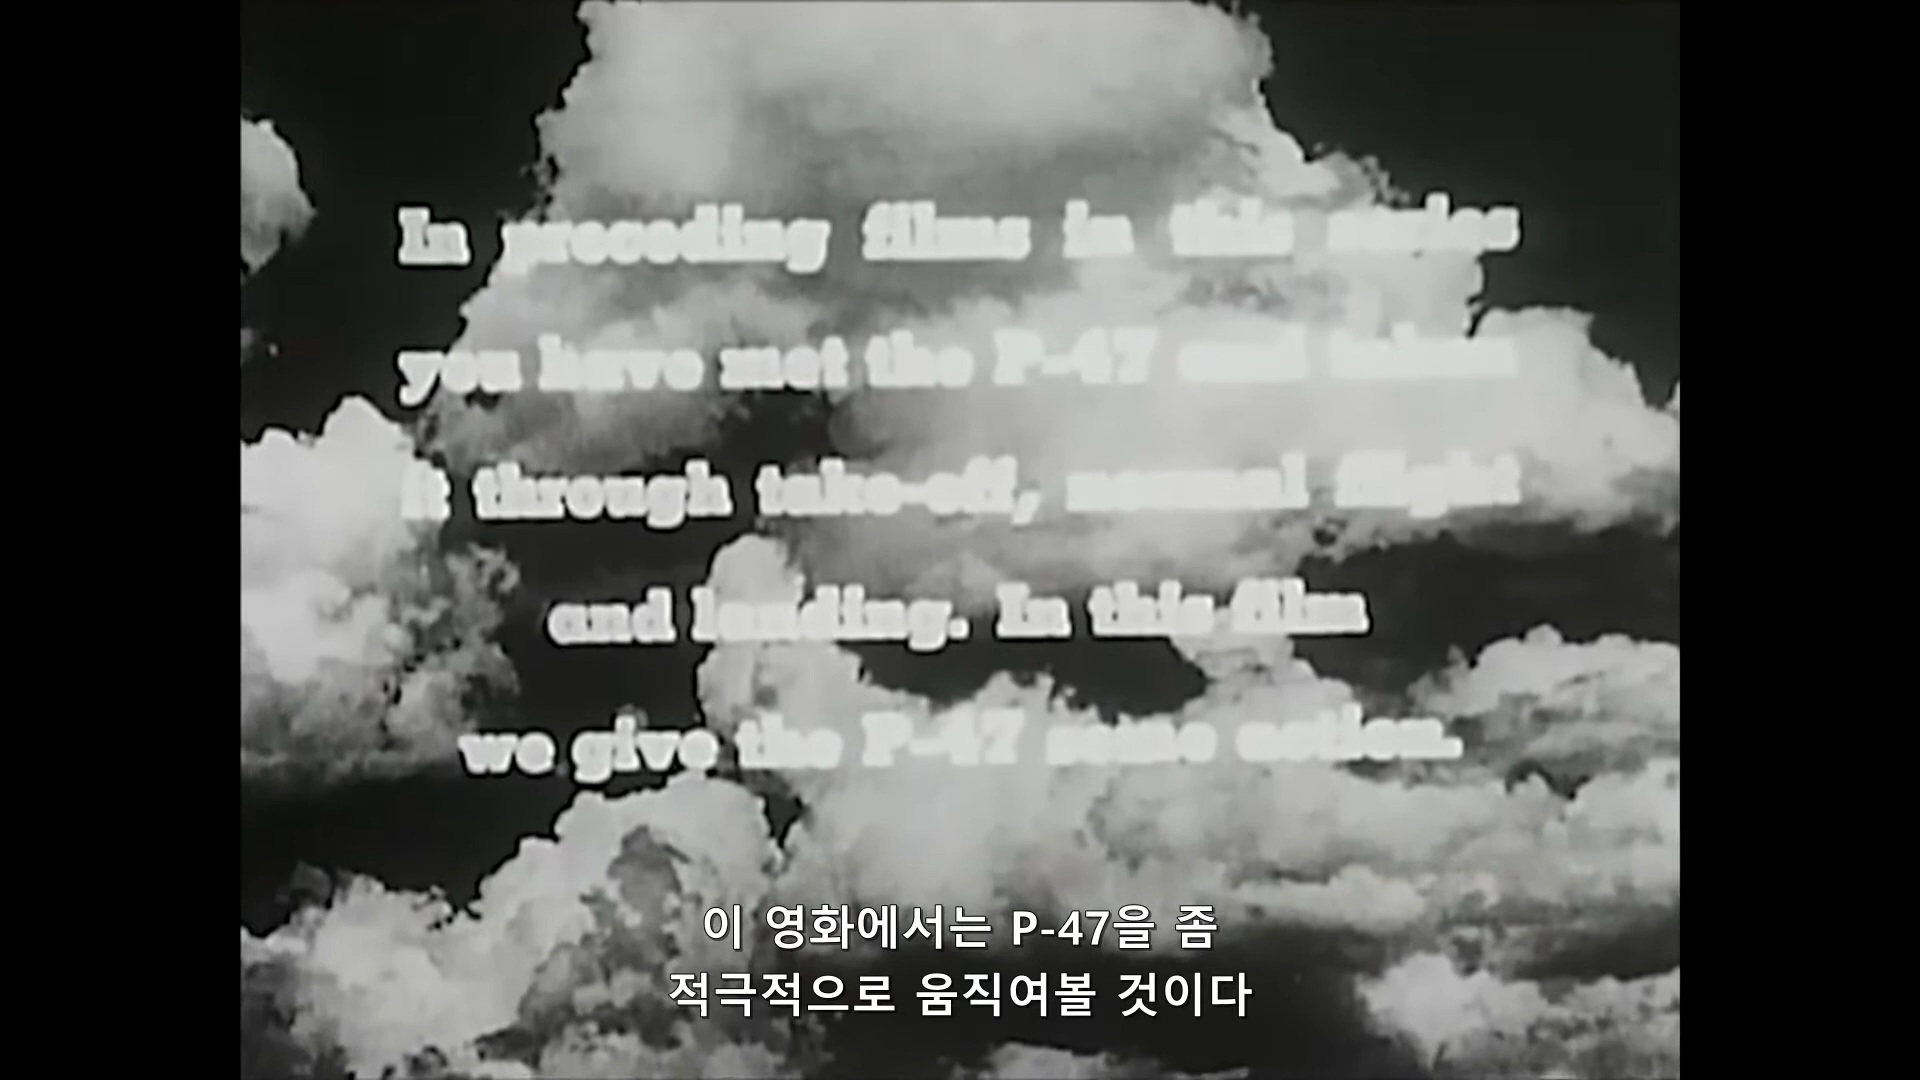 In preceding films in this series
you have met the P-47 and taken
it through take-off, normal flight
and landing. In this film
we give the P-47 some action.
이 영화에서는 P-47을 좀
적극적으로 움직여볼 것이다